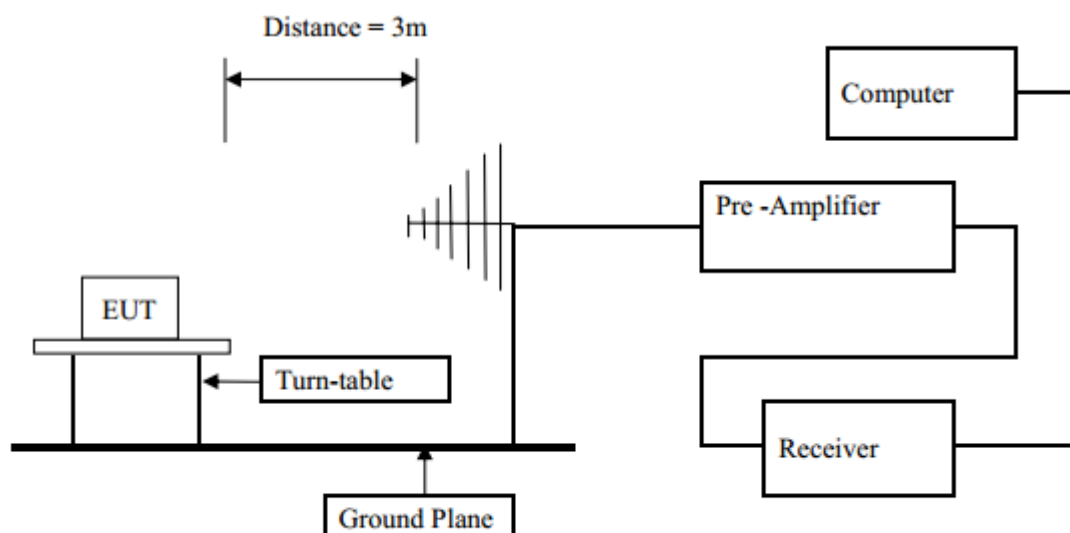 Distance = 3m
Computer
Pre -Amplifier
EUT
Turn-table
Receiver
Ground Plane